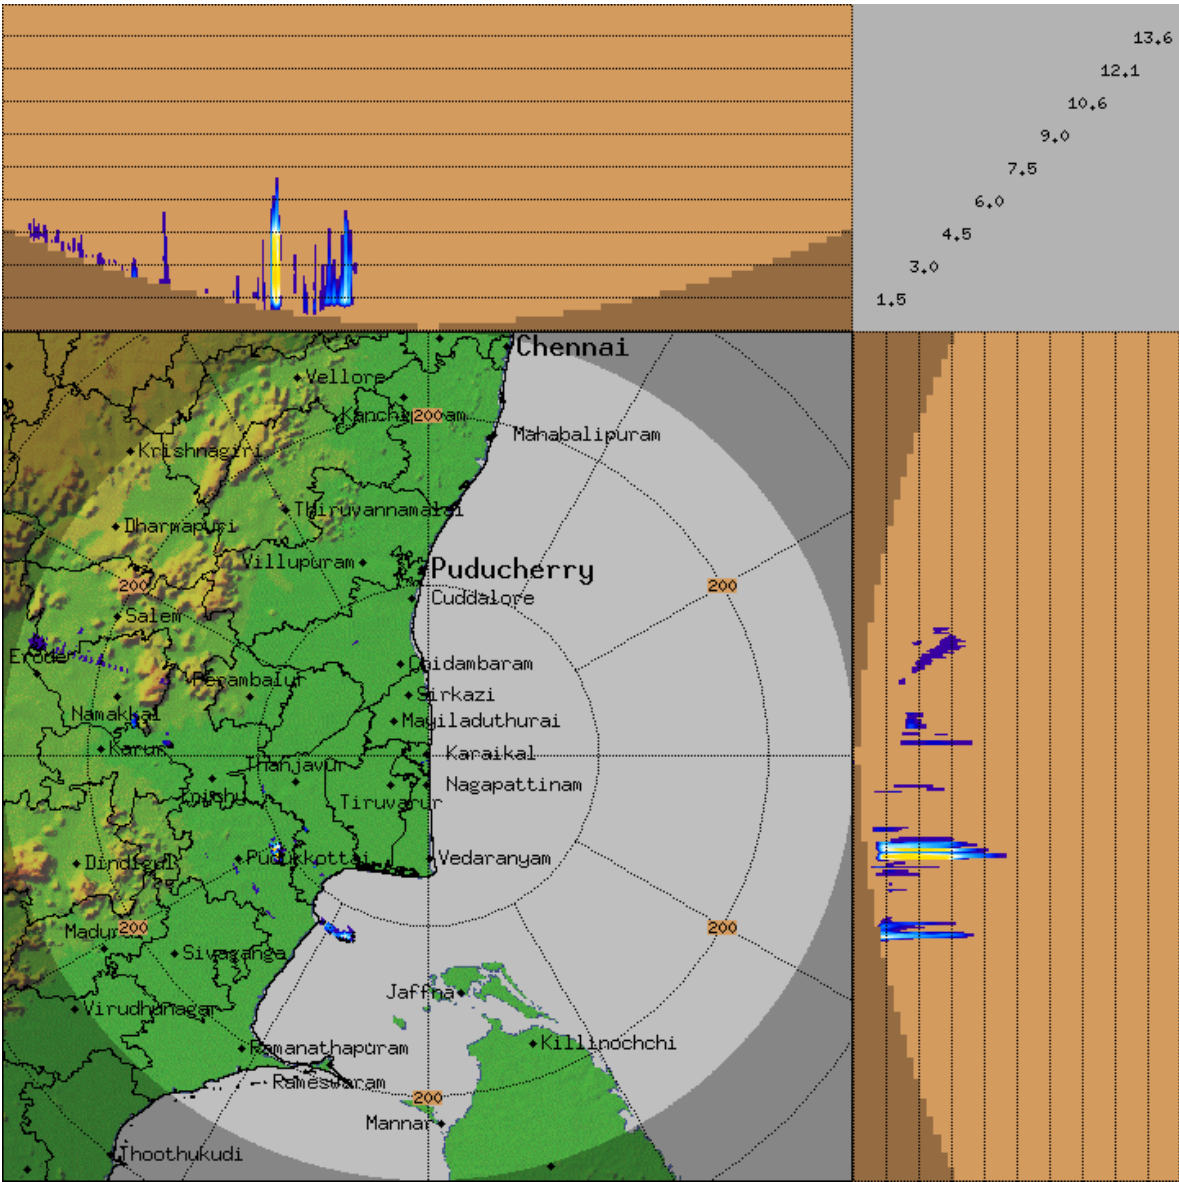 13.6
12.1
10.6
9.0
7.5
6.0
4.5
3.0
1.5
Chennai
Vellore
200
Mahabalipuram
Krishnagiri
Thiruvannamalai
Dharmapuri
Villupuram
Puducherry
200
200
Cuddalore
Salem
Erode
Chidambaram
Perambalur
Sirkazi
Namakkal
Mayiladuthurai
Karur
Karaikal
Thanjavur
Nagapattinam
Trichy
Tiruvarur
Pudukkottai
Vedaranyam
Dindigul
200
200
Sivaganga
Jaffna
Virudhunagar
Killinochchi
Ramanathapuram
Rameswaram
200
Mannar
Thoothukudi